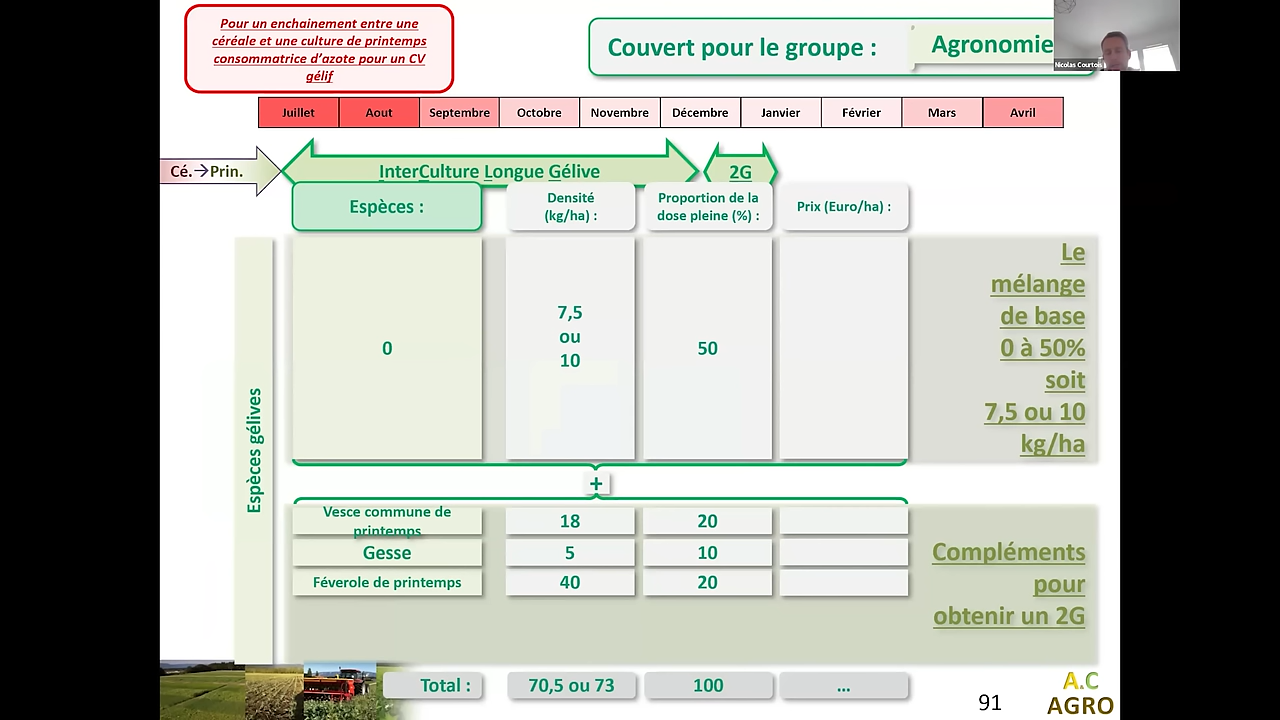 Pour un enchainement entre une
céréale et une culture de printemps
consommatrice d'azote pour un CV
gélif
Couvert pour le groupe :
Agronomie
Nicolas Courtois
Juillet
Aout
Septembre
Octobre
Novembre
Décembre
Janvier
Février
Mars
Avril
Cé.→Prin.
InterCulture Longue Gélive
2G
Espèces :
Densité
(kg/ha) :
Proportion de la
dose pleine (%) :
Prix (Euro/ha) :
Espèces gélives
0
7,5
ou
10
50
Le
mélange
de base
0 à 50%
soit
7,5 ou 10
kg/ha
+
Vesce commune de
printemps
18
20
Gesse
5
10
Féverole de printemps
40
20
Compléments
pour
obtenir un 2G
Total :
70,5 ou 73
100
...
91
A.C
AGRO